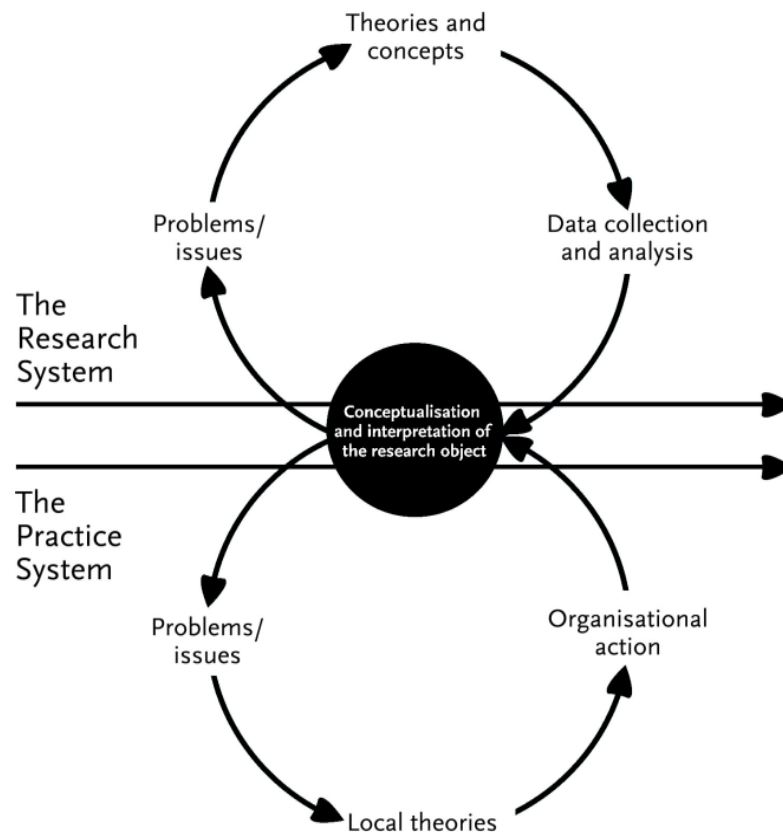 Theories and
concepts
Problems/
issues
Data collection
and analysis
The
Research
System
Conceptualisation
and interpretation of
the research object
The
Practice
System
Problems/
issues
Organisational
action
Local theories